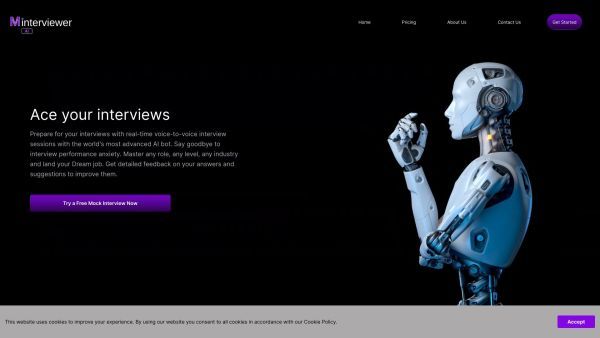 Minterviewer
AI
Home
Pricing
About Us
Contact Us
Get Started
Ace your interviews
Prepare for your interviews with real-time voice-to-voice interview
sessions with the world's most advanced AI bot. Say goodbye to
interview performance anxiety. Master any role, any level, any industry
and land your Dream job. Get detailed feedback on your answers and
suggestions to improve them.
Try a Free Mock Interview Now
This website uses cookies to improve your experience. By using our website you consent to all cookies in accordance with our Cookie Policy.
Accept